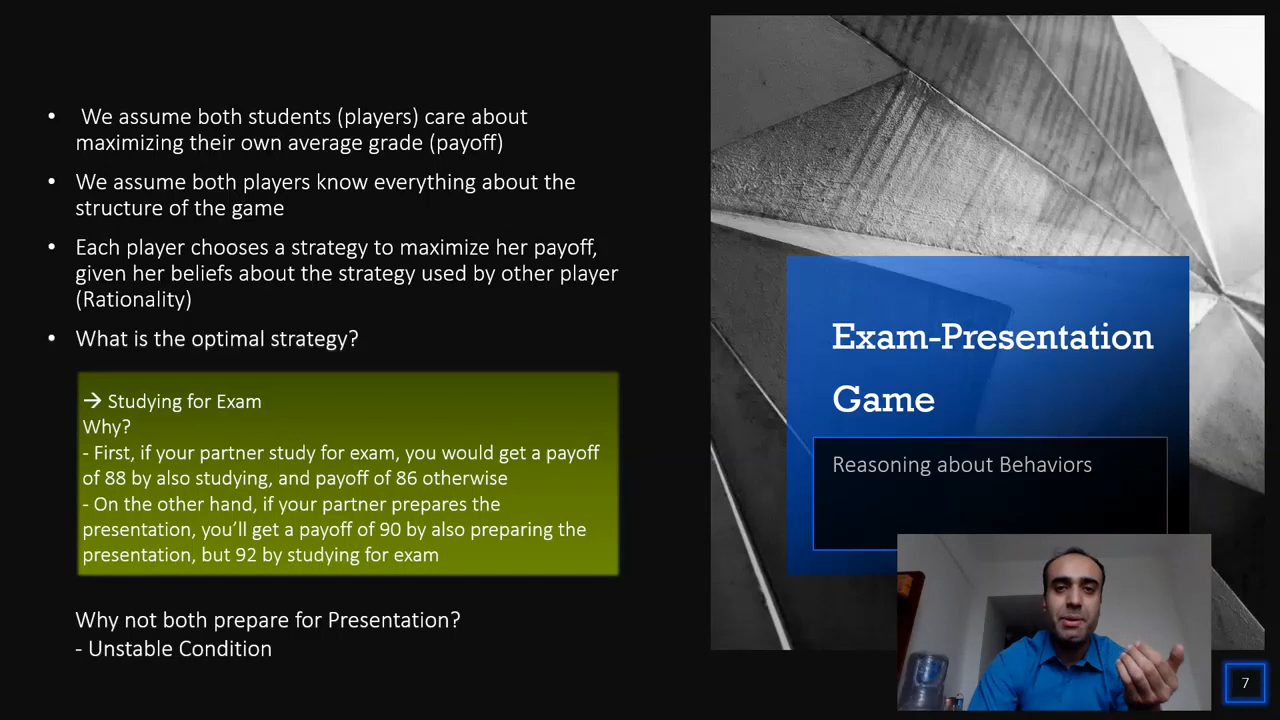 • We assume both students (players) care about
maximizing their own average grade (payoff)
• We assume both players know everything about the
structure of the game
• Each player chooses a strategy to maximize her payoff,
given her beliefs about the strategy used by other player
(Rationality)
• What is the optimal strategy?
→ Studying for Exam
Why?
- First, if your partner study for exam, you would get a payoff
of 88 by also studying, and payoff of 86 otherwise
- On the other hand, if your partner prepares the
presentation, you’ll get a payoff of 90 by also preparing the
presentation, but 92 by studying for exam
Why not both prepare for Presentation?
- Unstable Condition
Exam-Presentation
Game
Reasoning about Behaviors
7